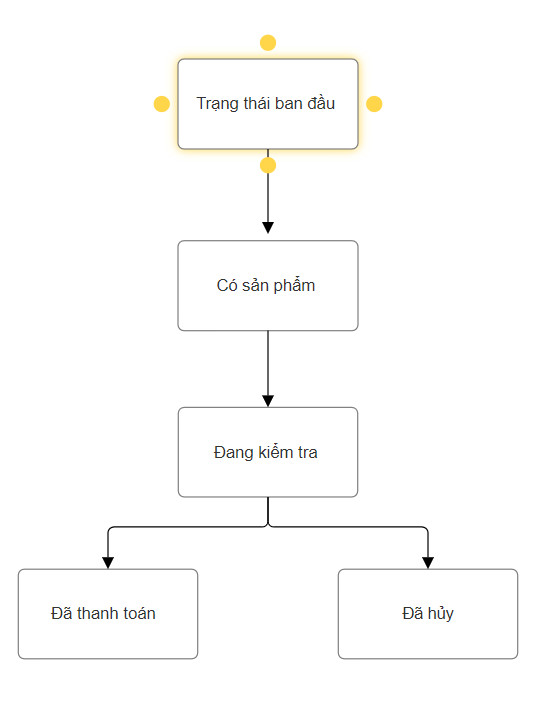 Trạng thái ban đầu
Có sản phẩm
Đang kiểm tra
Đã thanh toán
Đã hủy